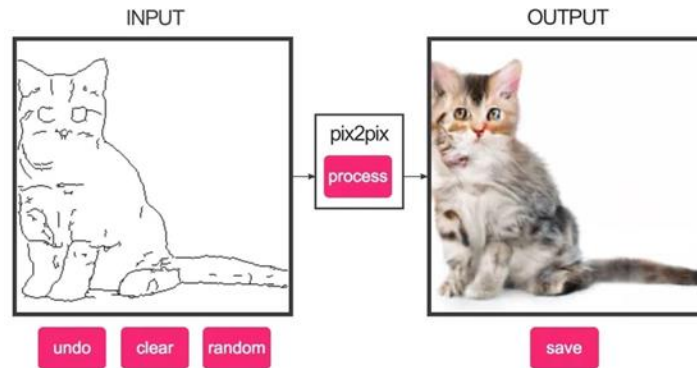 INPUT
OUTPUT
pix2pix
process
undo
clear
random
save